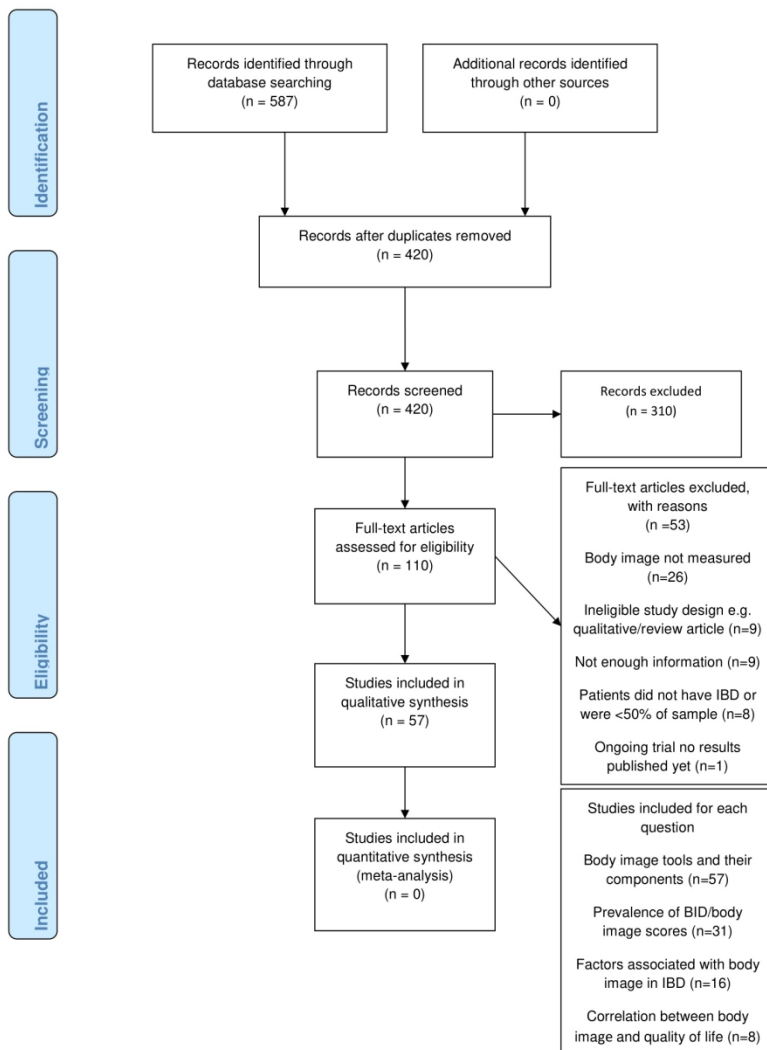 Identification
Records identified through
database searching
(n = 587)
Additional records identified
through other sources
(n = 0)
Records after duplicates removed
(n = 420)
Screening
Records screened
(n = 420)
Records excluded
(n = 310)
Eligibility
Full-text articles
assessed for eligibility
(n = 110)
Full-text articles excluded,
with reasons
(n =53)
Body image not measured
(n=26)
Ineligible study design e.g.
qualitative/review article (n=9)
Not enough information (n=9)
Patients did not have IBD or
were <50% of sample (n=8)
Ongoing trial no results
published yet (n=1)
Studies included in
qualitative synthesis
(n = 57)
Included
Studies included in
quantitative synthesis
(meta-analysis)
(n = 0)
Studies included for each
question
Body image tools and their
components (n=57)
Prevalence of BID/body
image scores (n=31)
Factors associated with body
image in IBD (n=16)
Correlation between body
image and quality of life (n=8)